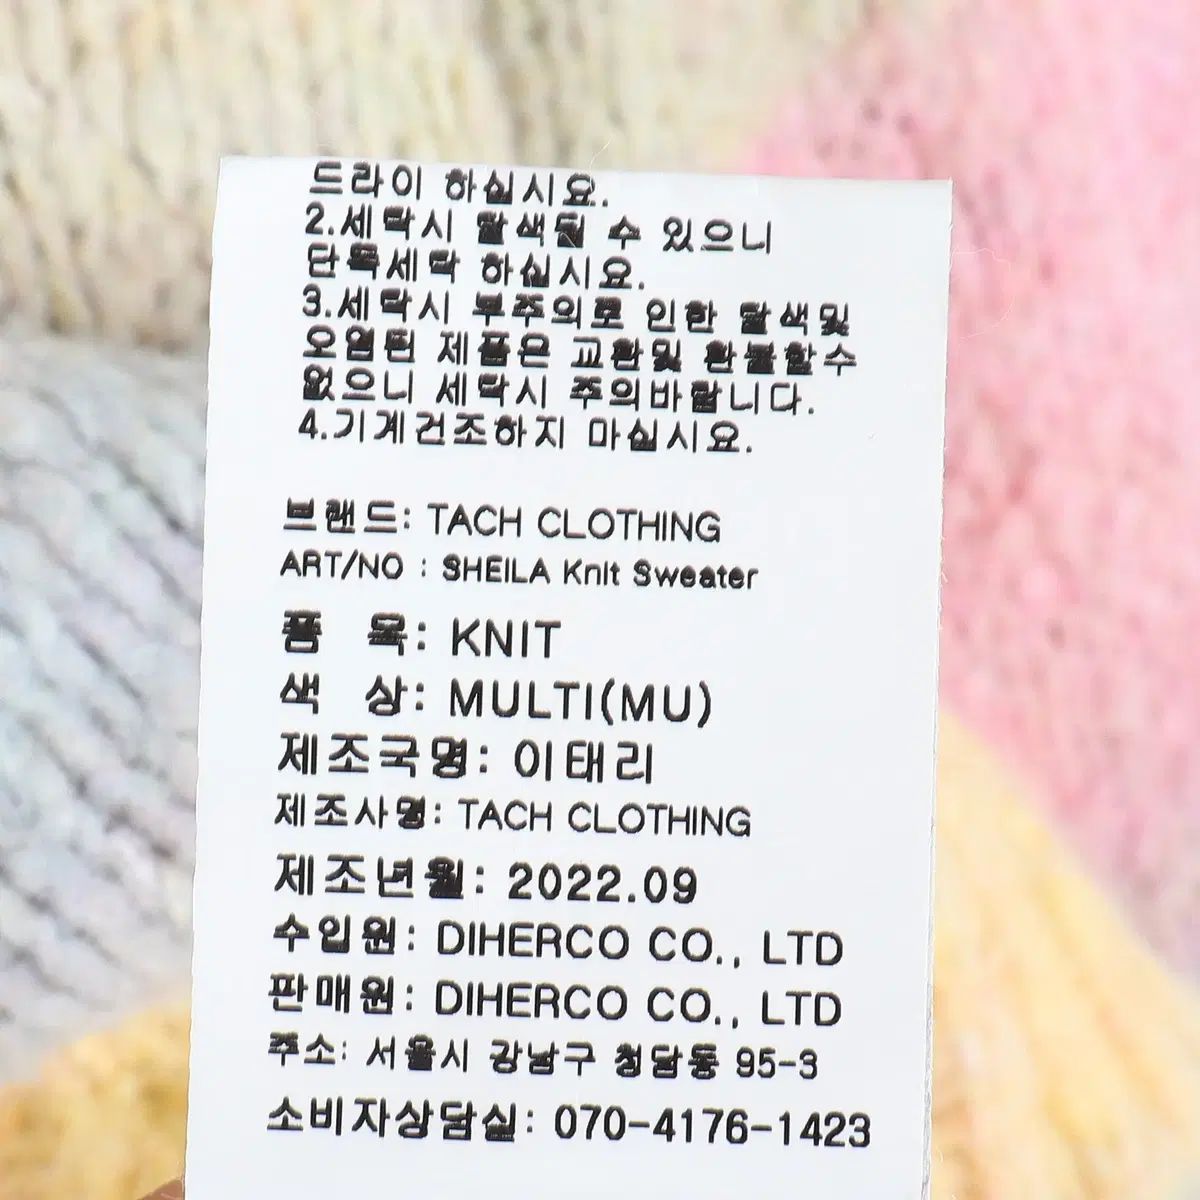 드라이 하십시요.
2.세탁시 탈색될 수 있으니
단독세탁 하십시요.
3.세탁시 부주의로 인한 탈색및
오염된 제품은 교환및 환불할수
없으니 세탁시 주의바랍니다.
4.기계건조하지 마십시요.
브랜드: TACH CLOTHING
ART/NO : SHEILA Knit Sweater
품 목: KNIT
색 상: MULTI(MU)
제조국명: 이태리
제조사명: TACH CLOTHING
제조년월: 2022.09
수입원: DIHERCO CO., LTD
판매원: DIHERCO CO., LTD
주소: 서울시 강남구 청담동 95-3
소비자상담실: 070-4176-1423